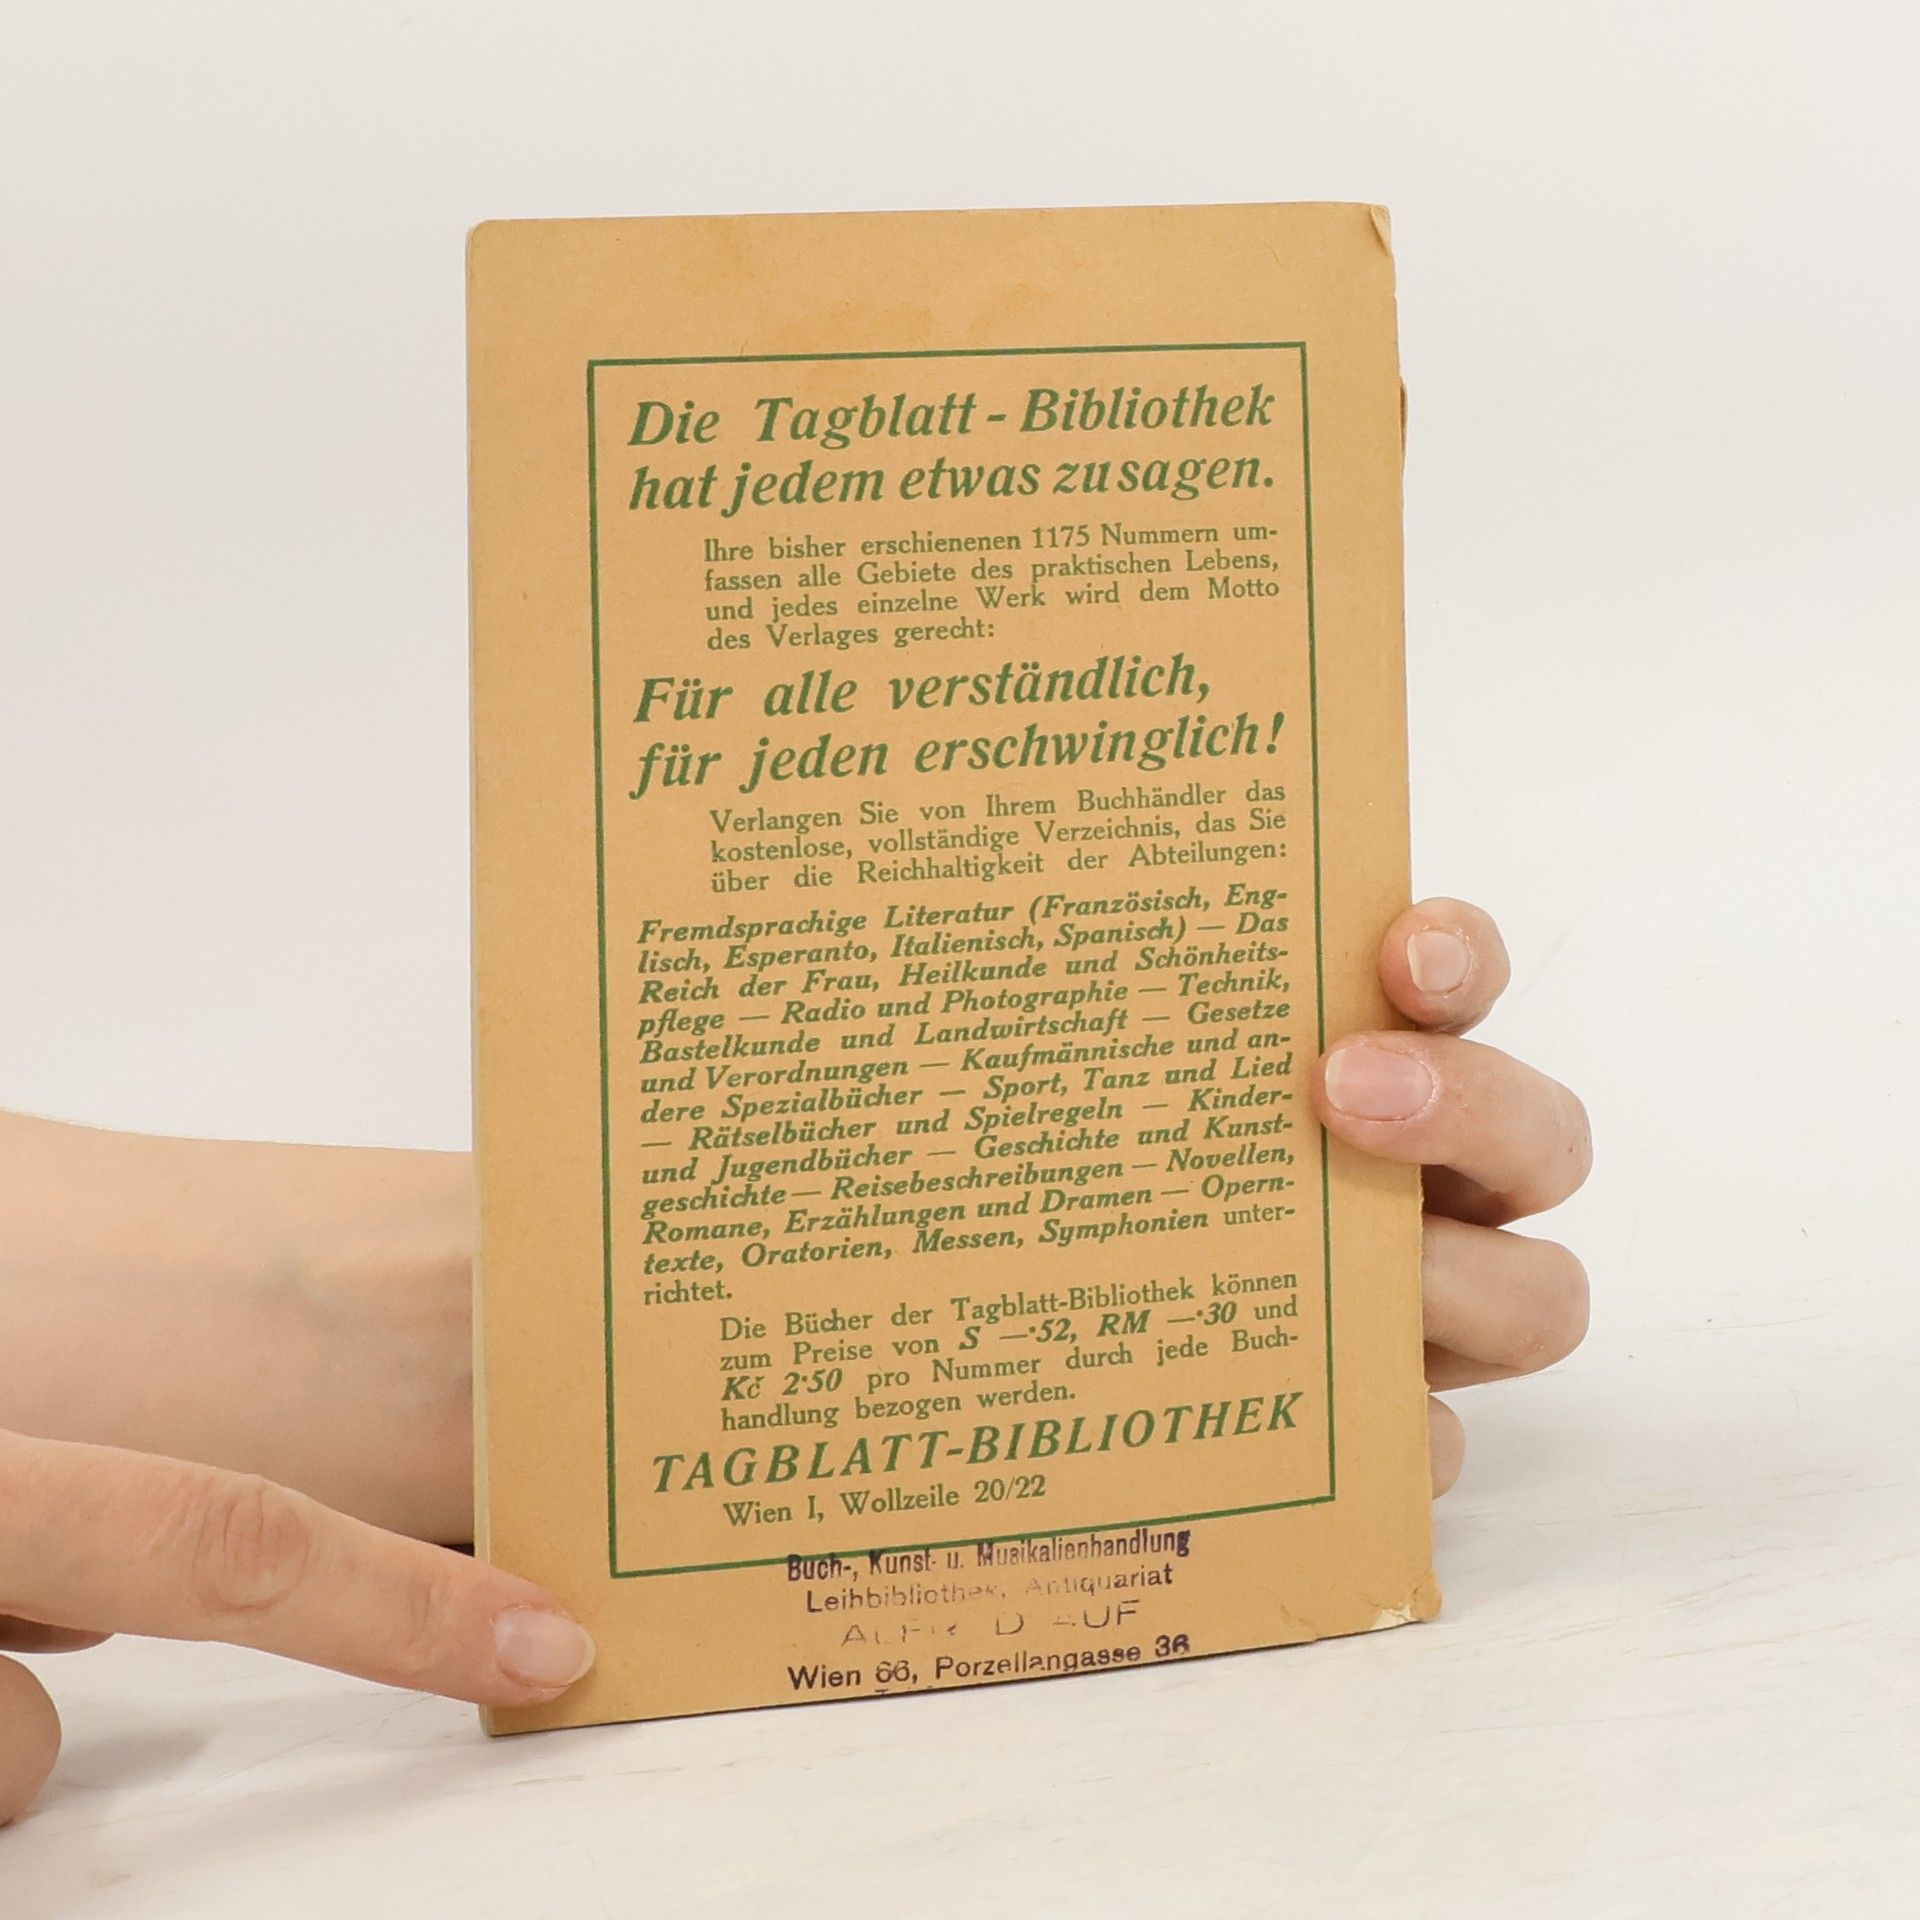 Die Tagblatt-Bibliothek
hat jedem etwas zu sagen.
Ihre bisher erschienenen 1175 Nummern um-
fassen alle Gebiete des praktischen Lebens,
und jedes einzelne Werk wird dem Motto
des Verlages gerecht:
Für alle verständlich,
für jeden erschwinglich!
Verlangen Sie von Ihrem Buchhändler das
kostenlose, vollständige Verzeichnis, das Sie
über die Reichhaltigkeit der Abteilungen:
Fremdsprachige Literatur (Französisch, Eng-
lisch, Esperanto, Italienisch, Spanisch) — Das
Reich der Frau, Heilkunde und Schönheits-
pflege — Radio und Photographie — Technik,
Bastelkunde und Landwirtschaft — Gesetze
und Verordnungen — Kaufmännische und an-
dere Spezialbücher — Sport, Tanz und Lied
— Rätselbücher und Spielregeln — Kinder-
und Jugendbücher — Geschichte und Kunst-
geschichte — Reisebeschreibungen — Novellen,
Romane, Erzählungen und Dramen — Opern-
texte, Oratorien, Messen, Symphonien unter-
richtet.
Die Bücher der Tagblatt-Bibliothek können
zum Preise von S —·52, RM —·30 und
Kč 2·50 pro Nummer durch jede Buch-
handlung bezogen werden.
TAGBLATT-BIBLIOTHEK
Wien I, Wollzeile 20/22
Buch-, Kunst- u. Musikalienhandlung
Leihbibliothek, Antiquariat
Wien 66, Porzellangasse 36